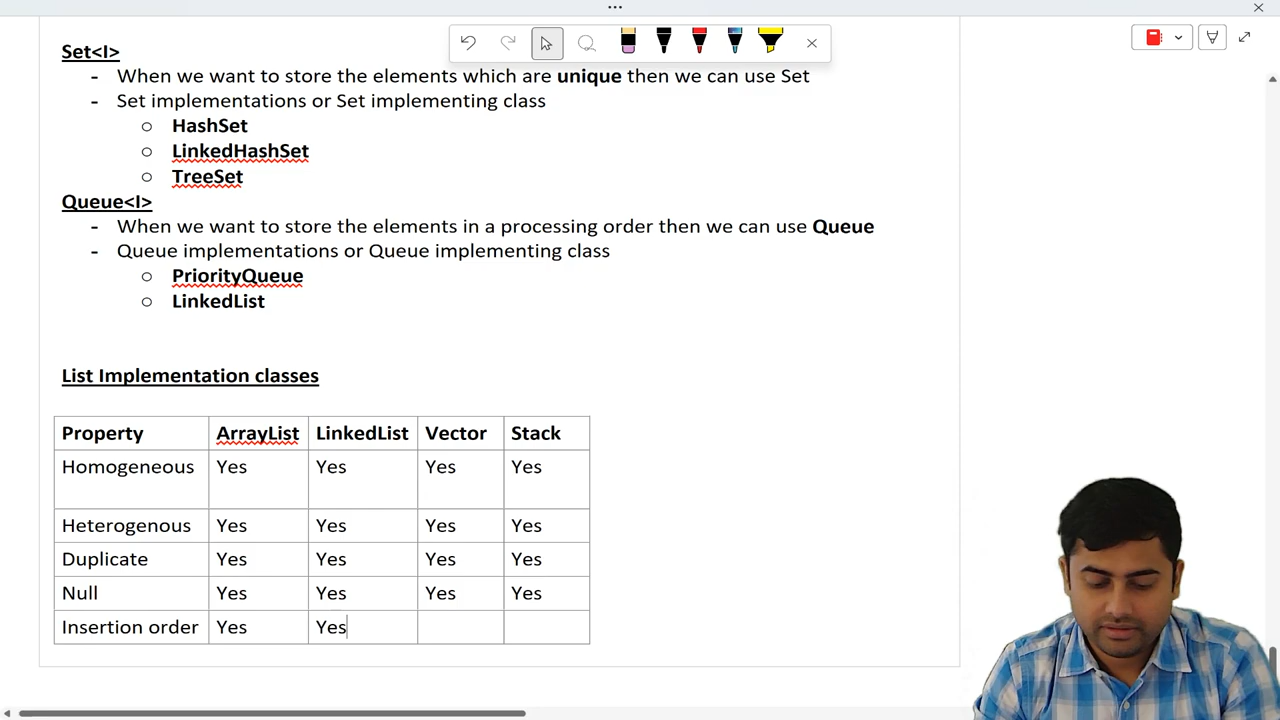 Set<I>
- When we want to store the elements which are unique then we can use Set
- Set implementations or Set implementing class
o HashSet
o LinkedHashSet
o TreeSet
Queue<I>
- When we want to store the elements in a processing order then we can use Queue
- Queue implementations or Queue implementing class
o PriorityQueue
o LinkedList
List Implementation classes
Property ArrayList LinkedList Vector Stack
Homogeneous Yes Yes Yes Yes
Heterogenous Yes Yes Yes Yes
Duplicate Yes Yes Yes Yes
Null Yes Yes Yes Yes
Insertion order Yes Yes